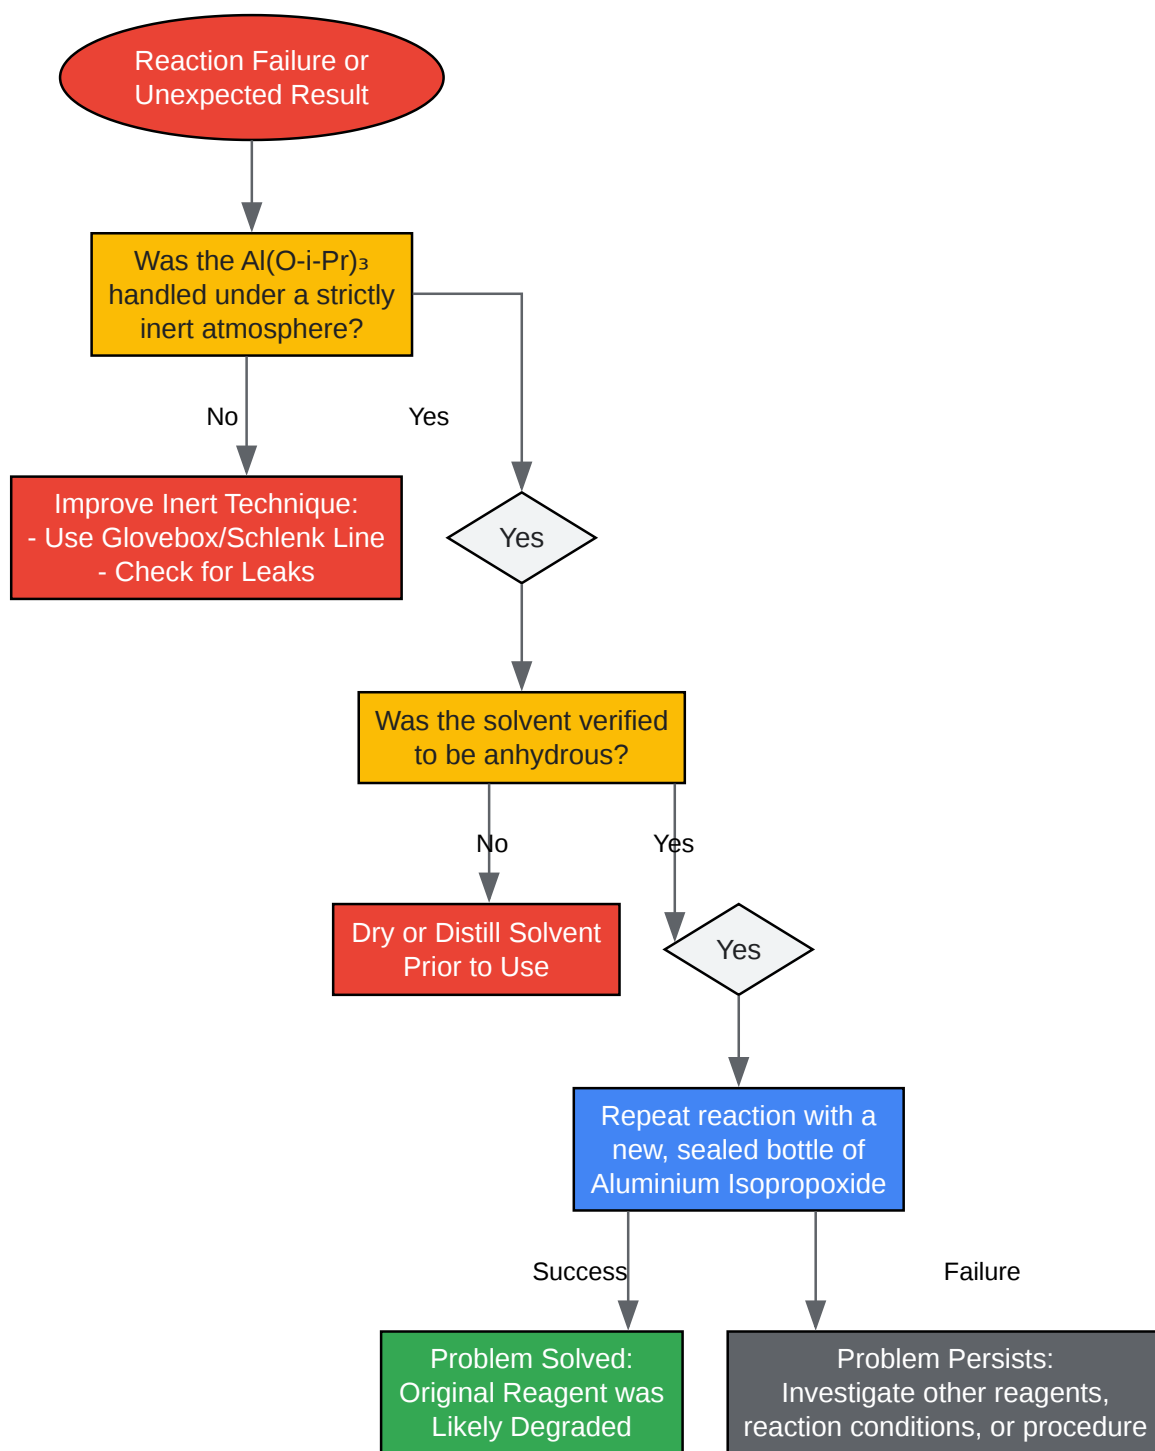 Reaction Failure or
Unexpected Result
Was the Al(O-i-Pr)₃
handled under a strictly
inert atmosphere?
No
Yes
Improve Inert Technique:
- Use Glovebox/Schlenk Line
- Check for Leaks
Yes
Was the solvent verified
to be anhydrous?
No
Yes
Dry or Distill Solvent
Prior to Use
Yes
Repeat reaction with a
new, sealed bottle of
Aluminium Isopropoxide
Success
Failure
Problem Solved:
Original Reagent was
Likely Degraded
Problem Persists:
Investigate other reagents,
reaction conditions, or procedure